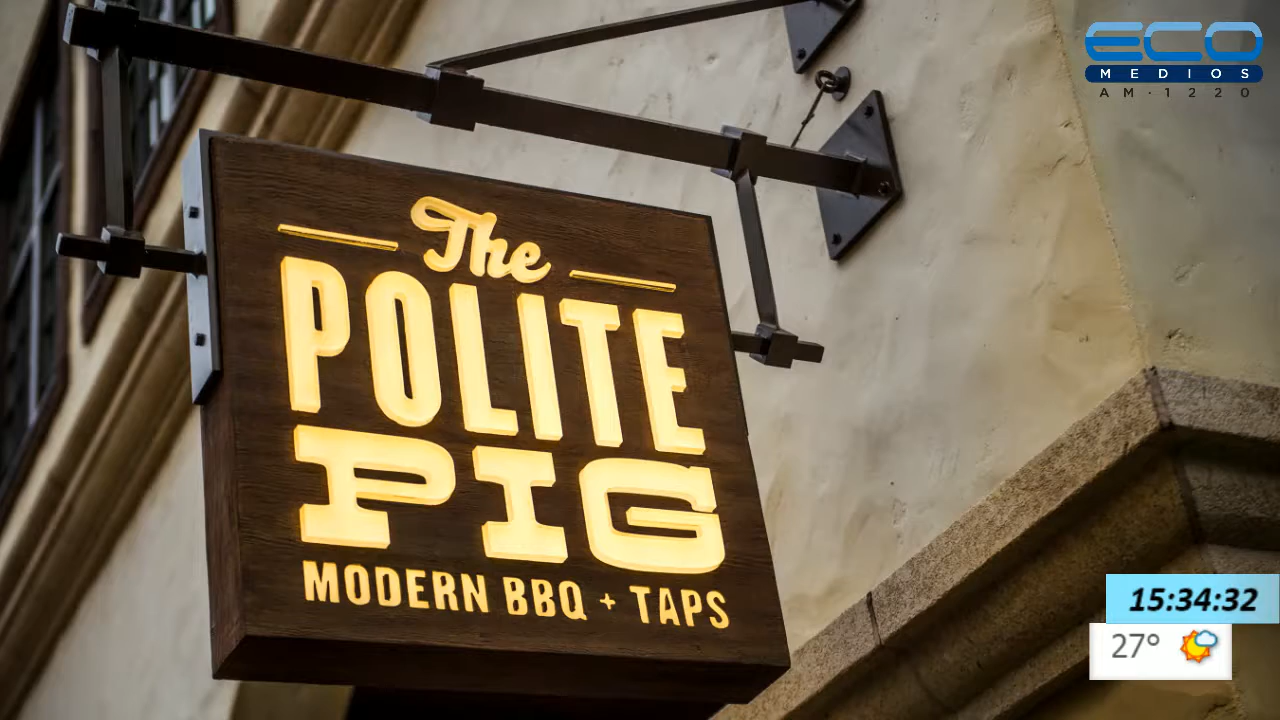 ECO
MEDIOS
AM·1220
The
POLITE
PIG
MODERN BBQ + TAPS
15:34:32
27°